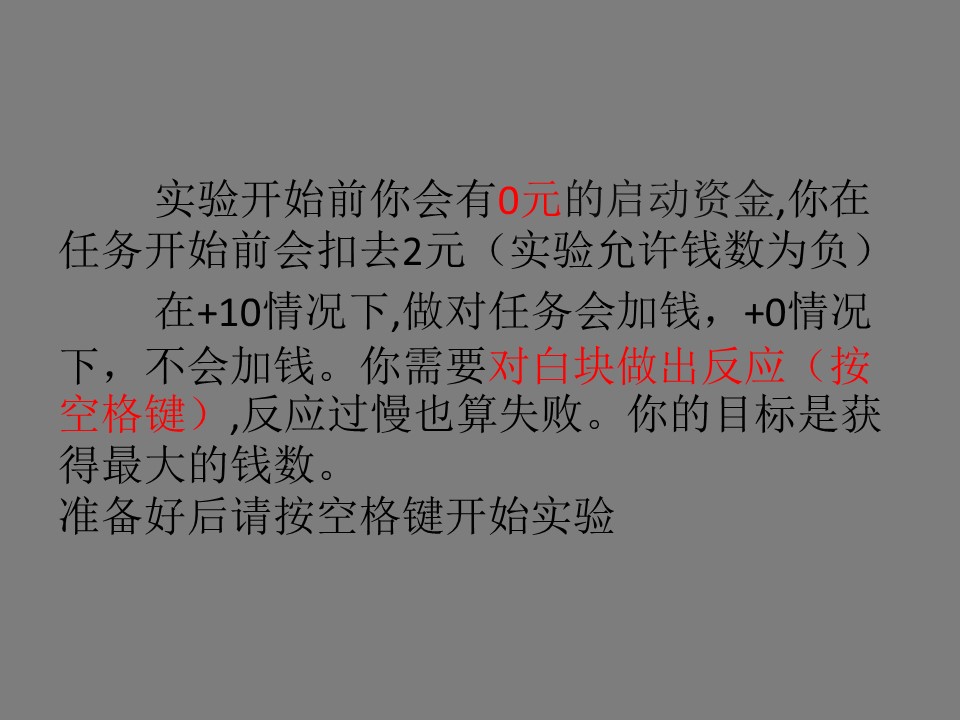 实验开始前你会有0元的启动资金,你在
任务开始前会扣去2元（实验允许钱数为负）
在+10情况下,做对任务会加钱，+0情况
下，不会加钱。你需要对白块做出反应（按
空格键）,反应过慢也算失败。你的目标是获
得最大的钱数。
准备好后请按空格键开始实验